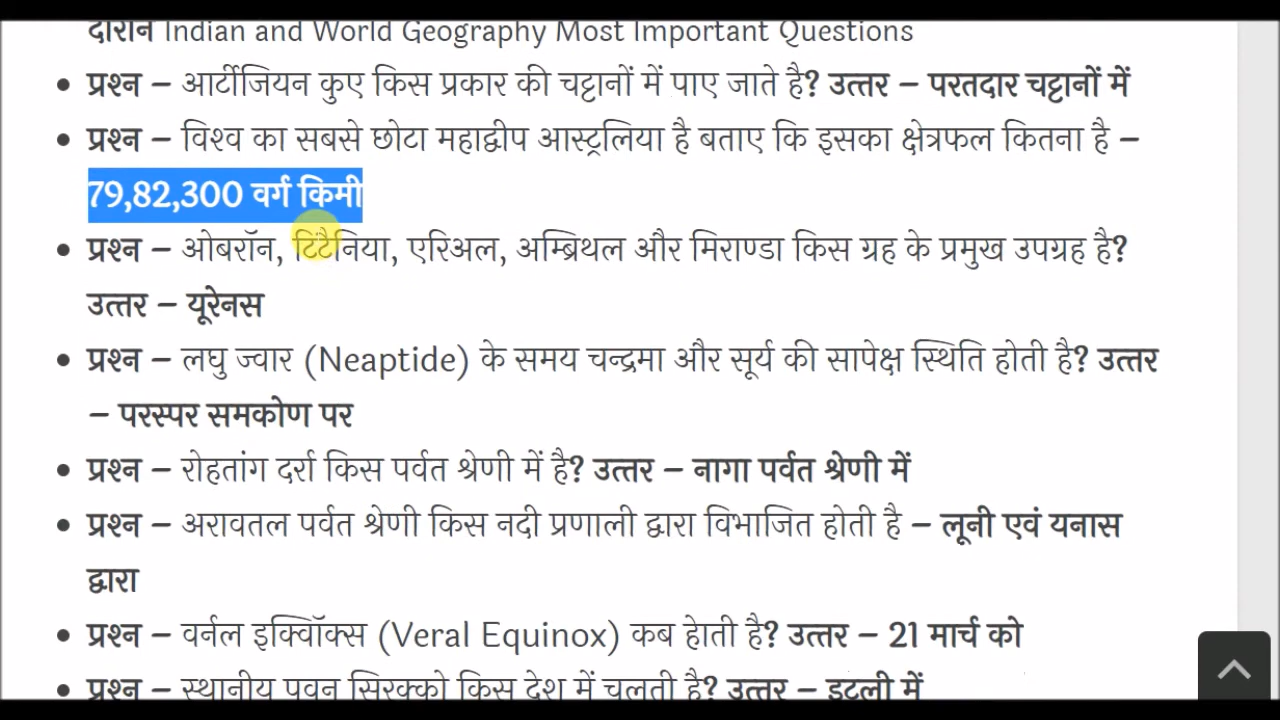 दौरान Indian and World Geography Most Important Questions
प्रश्न – आर्टीजियन कुए किस प्रकार की चट्टानों में पाए जाते है? उत्तर – परतदार चट्टानों में
प्रश्न – विश्व का सबसे छोटा महाद्वीप आस्ट्रलिया है बताए कि इसका क्षेत्रफल कितना है –
79,82,300 वर्ग किमी
प्रश्न – ओबरॉन, टिटैनिया, एरिअल, अम्ब्रिथल और मिराण्डा किस ग्रह के प्रमुख उपग्रह है?
उत्तर – यूरेनस
प्रश्न – लघु ज्वार (Neaptide) के समय चन्द्रमा और सूर्य की सापेक्ष स्थिति होती है? उत्तर
– परस्पर समकोण पर
प्रश्न – रोहतांग दर्रा किस पर्वत श्रेणी में है? उत्तर – नागा पर्वत श्रेणी में
प्रश्न – अरावतल पर्वत श्रेणी किस नदी प्रणाली द्वारा विभाजित होती है – लूनी एवं यनास
द्वारा
प्रश्न – वर्नल इक्विॉक्स (Veral Equinox) कब हेाती है? उत्तर – 21 मार्च को
प्रश्न – स्थानीय पवन सिरक्को किस देश में चलती है? उत्तर – इटली में